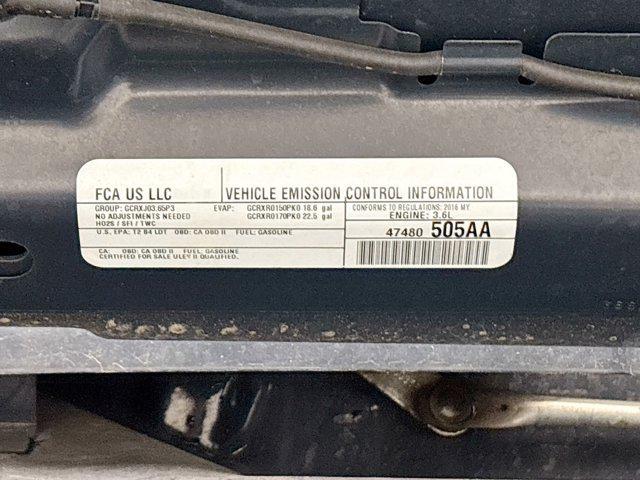 FCA US LLC
VEHICLE EMISSION CONTROL INFORMATION
GROUP: GCRXJ03.65P3 EVAP: GCRXR0150PK0 18.6 gal
NO ADJUSTMENTS NEEDED GCRXR0170PK0 22.5 gal
HO2S / SFI / TWC
CONFORMS TO REGULATIONS: 2016 MY
ENGINE: 3.6L
U.S. EPA: T2 B4 LDT OBD: CA OBD II FUEL: GASOLINE
47480 505AA
CA: OBD: CA OBD II FUEL: GASOLINE
CERTIFIED FOR SALE ULEV II QUALIFIED